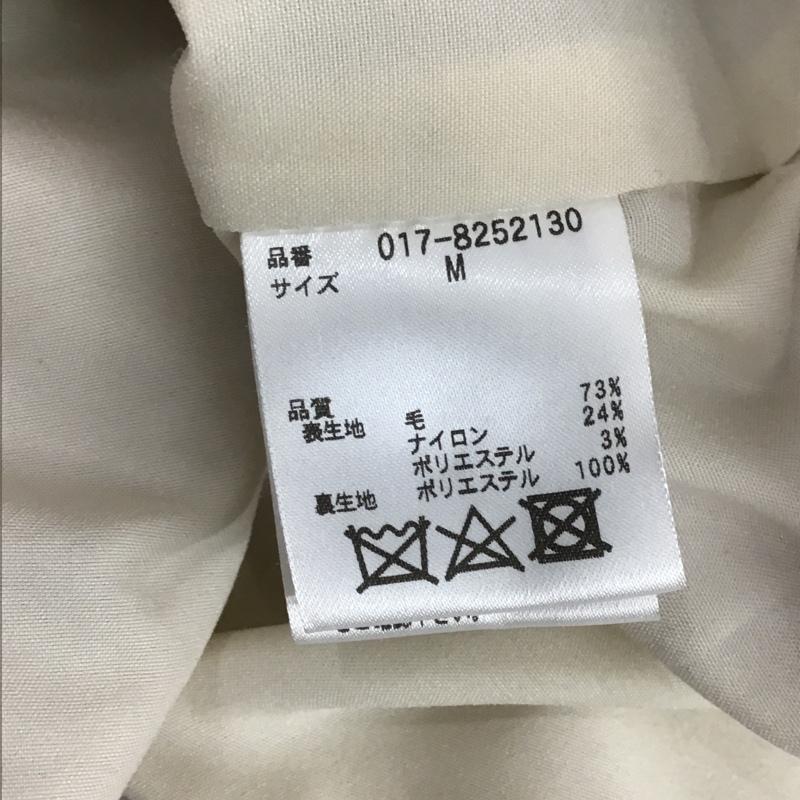 品番 017-8252130
サイズ M
品質
表生地 毛 73%
ナイロン 24%
ポリエステル 3%
裏生地 ポリエステル 100%